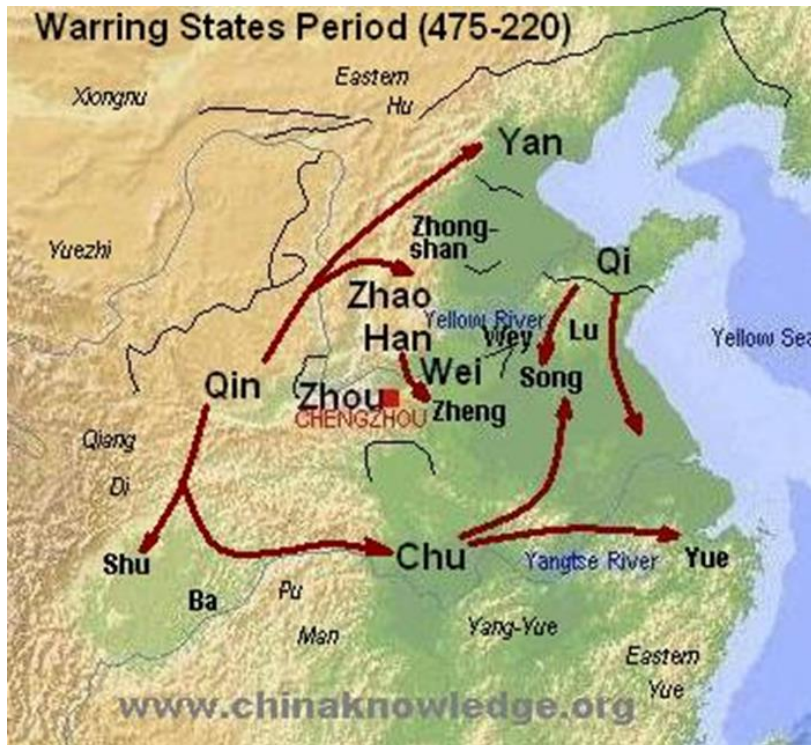 Warring States Period (475-220)
Eastern
Hu
Xiongnu
Yan
Yuezhi
Zhong-
shan
Qi
Zhao
Yellow River
Han
Wey
Lu
Yellow Sea
Qin
Wei
Song
Zhou
CHENGZHOU
Zheng
Qiang
Di
Shu
Chu
Yangtse River
Yue
Ba
Pu
Man
Yang-Yue
Eastern
Yue
www.chinaknowledge.org